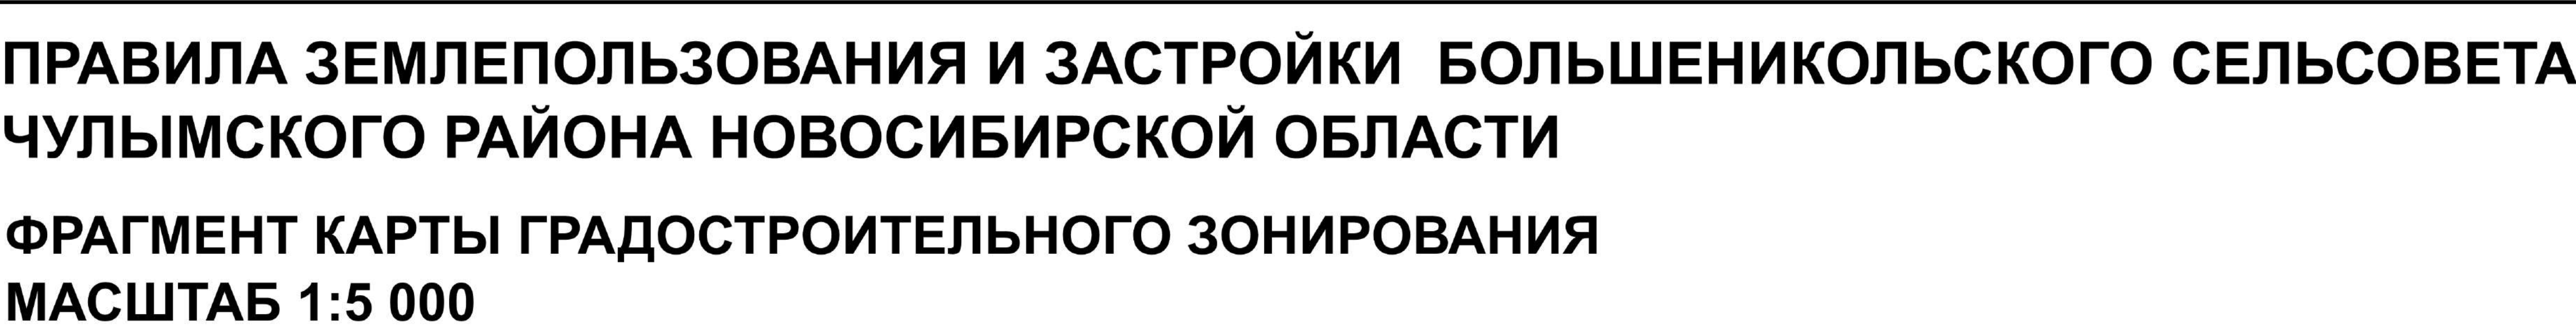 ПРАВИЛА ЗЕМЛЕПОЛЬЗОВАНИЯ И ЗАСТРОЙКИ БОЛЬШЕНИКОЛЬСКОГО СЕЛЬСОВЕТА
ЧУЛЫМСКОГО РАЙОНА НОВОСИБИРСКОЙ ОБЛАСТИ
ФРАГМЕНТ КАРТЫ ГРАДОСТРОИТЕЛЬНОГО ЗОНИРОВАНИЯ
МАСШТАБ 1:5 000